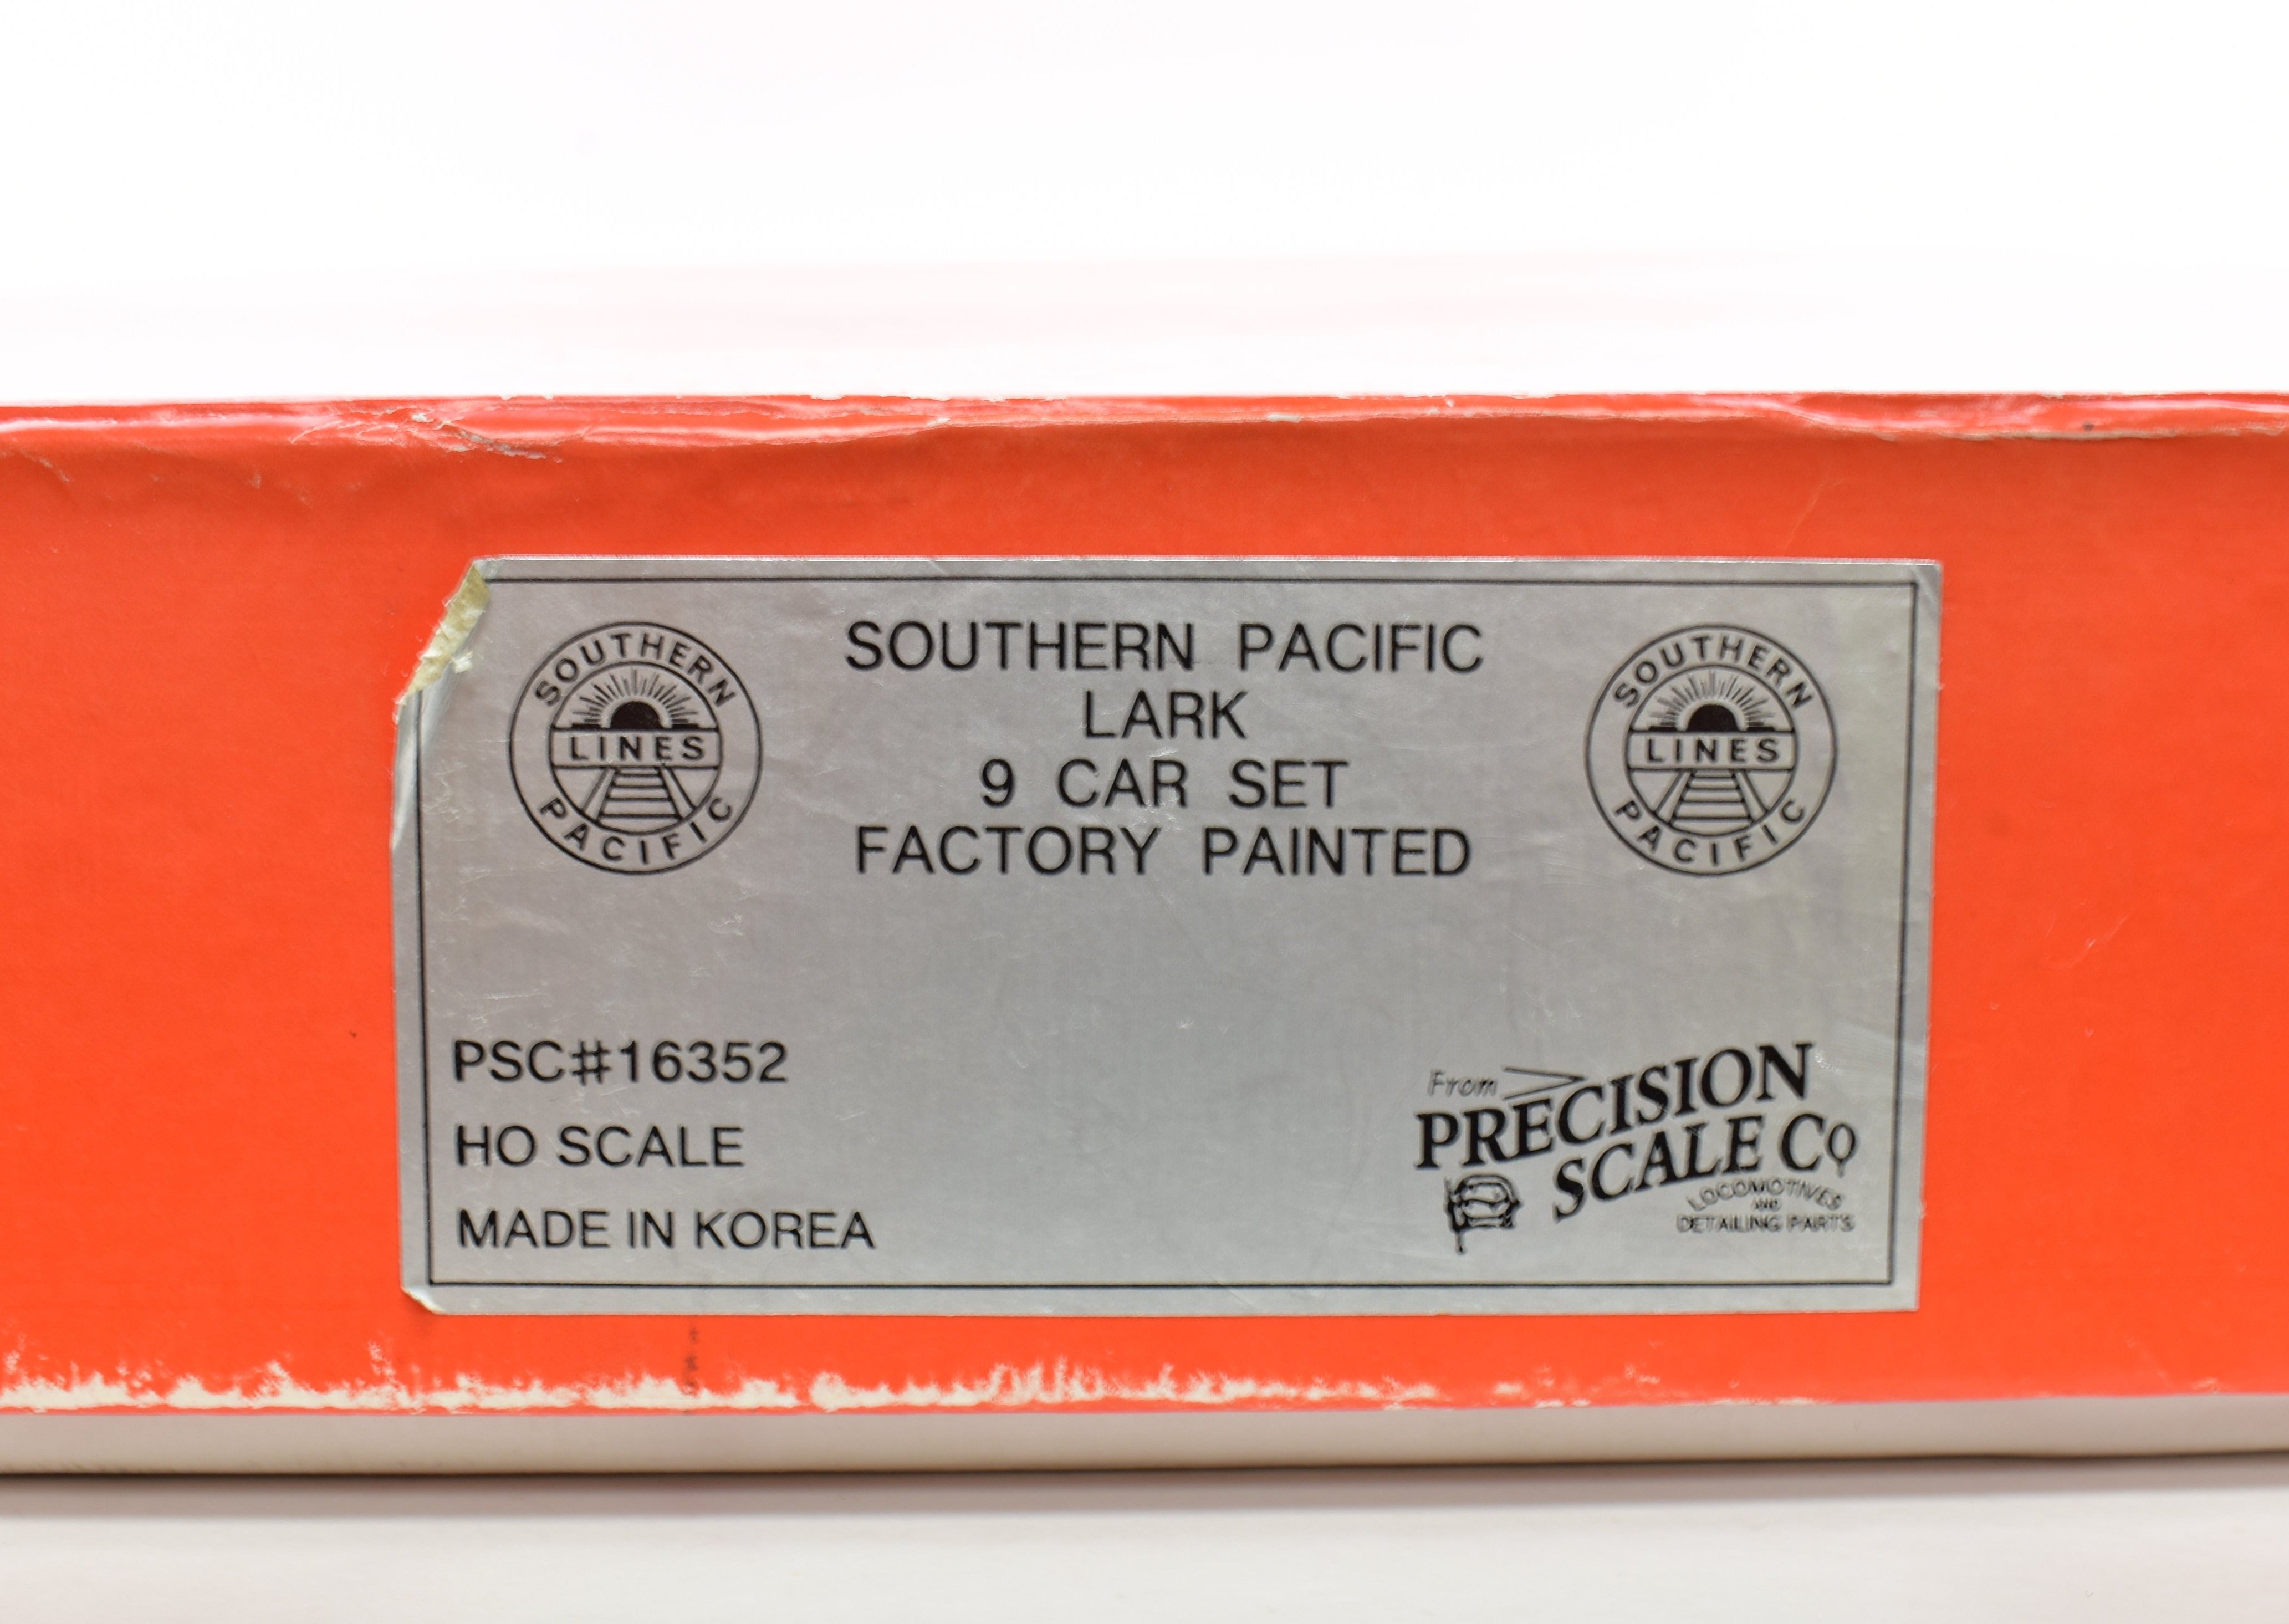 SOUTHERN PACIFIC
LARK
9 CAR SET
FACTORY PAINTED
SOUTHERN
LINES
PACIFIC
SOUTHERN
LINES
PACIFIC
PSC#16352
HO SCALE
MADE IN KOREA
From
PRECISION
SCALE Co
LOCOMOTIVES
AND
DETAILING PARTS